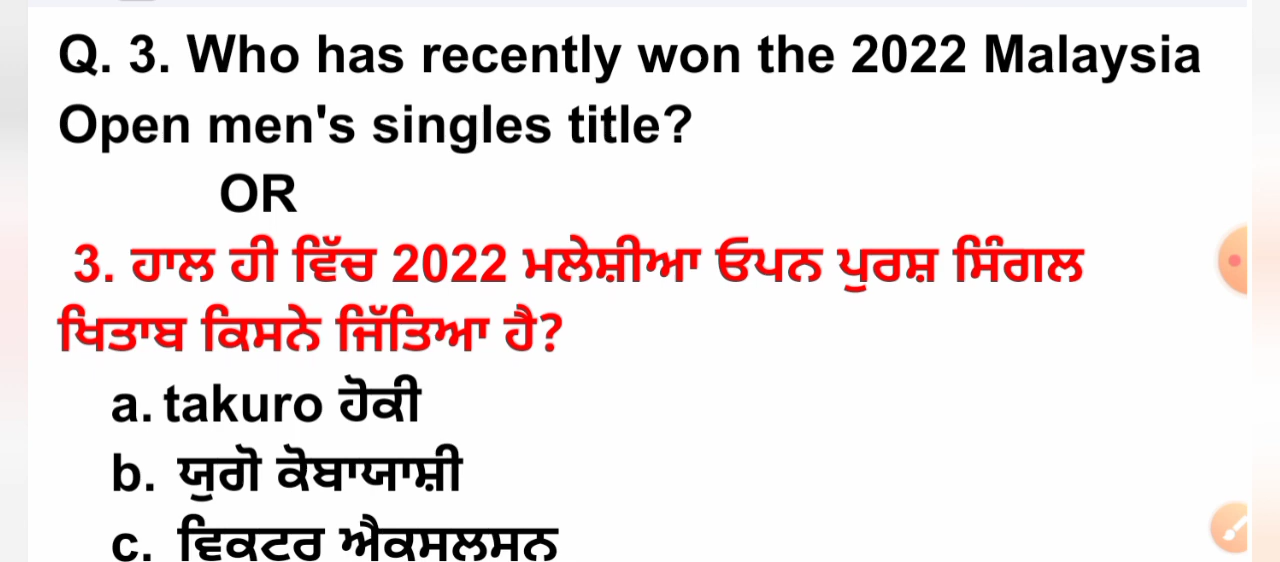 Q. 3. Who has recently won the 2022 Malaysia
Open men's singles title?
OR
3. ਹਾਲ ਹੀ ਵਿੱਚ 2022 ਮਲੇਸ਼ੀਆ ਓਪਨ ਪੁਰਸ਼ ਸਿੰਗਲ
ਖਿਤਾਬ ਕਿਸਨੇ ਜਿੱਤਿਆ ਹੈ?
a. takuro ਹੋਕੀ
b. ਯੁਗੋ ਕੋਬਾਯਾਸ਼ੀ
c. ਵਿਕਟਰ ਐਕਸਲਸਨ